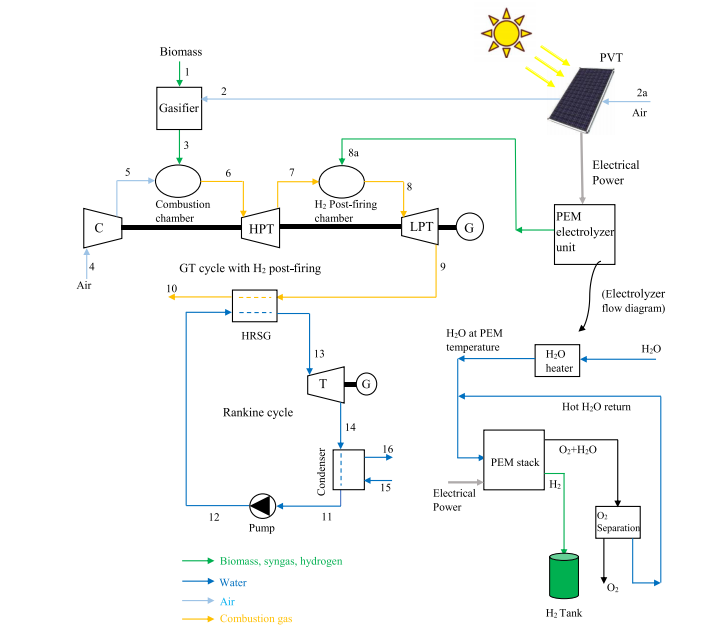 Biomass
PVT
1
2
2a
Air
Gasifier
3
8a
Electrical
Power
5
6
7
8
Combustion
chamber
H₂ Post-firing
chamber
PEM
electrolyzer
unit
C
HPT
LPT
G
4
Air
GT cycle with H₂ post-firing
9
10
(Electrolyzer
flow diagram)
HRSG
H₂O at PEM
temperature
H₂O
heater
H₂O
13
T
G
Hot H₂O return
Rankine cycle
14
Condenser
16
15
PEM stack
O₂+H₂O
H₂
Electrical
Power
12
Pump
11
O₂
Separation
O₂
H₂ Tank
Biomass, syngas, hydrogen
Water
Air
Combustion gas